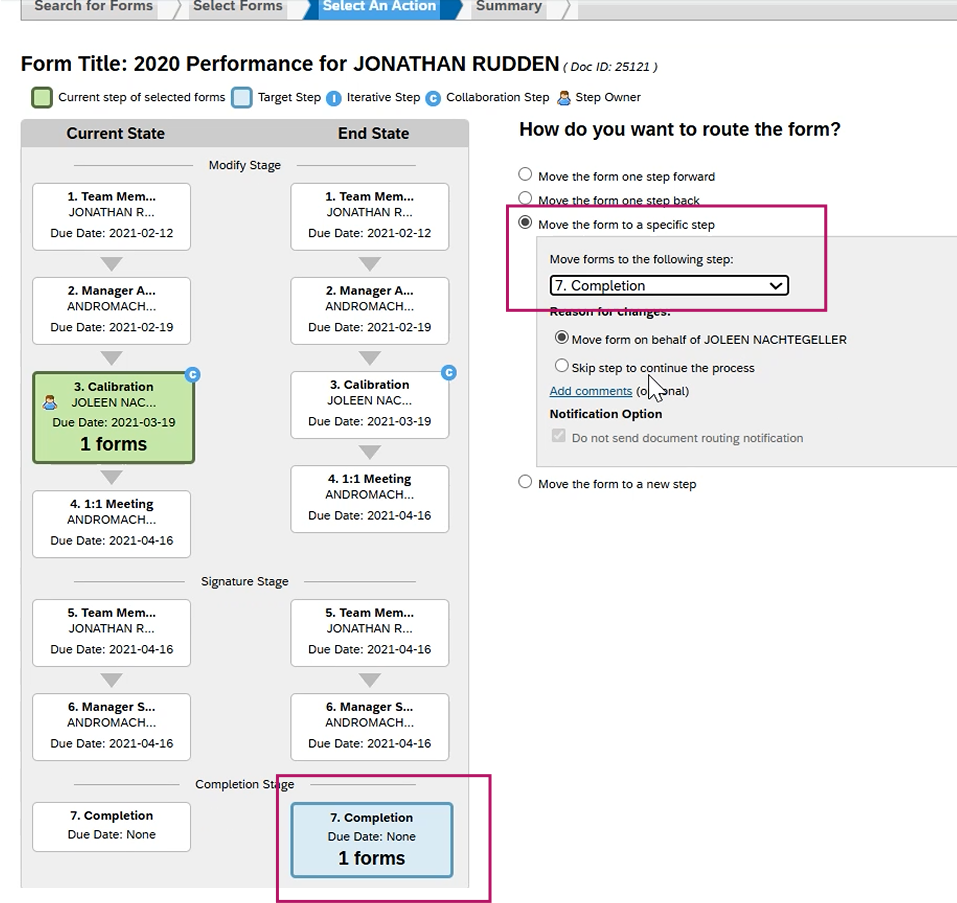 Search for Forms
Select Forms
Select An Action
Summary
Form Title: 2020 Performance for JONATHAN RUDDEN ( Doc ID: 25121 )
Current step of selected forms Target Step I Iterative Step C Collaboration Step Step Owner
Current State
End State
Modify Stage
1. Team Mem...
JONATHAN R...
Due Date: 2021-02-12
1. Team Mem...
JONATHAN R...
Due Date: 2021-02-12
2. Manager A...
ANDROMACH...
Due Date: 2021-02-19
2. Manager A...
ANDROMACH...
Due Date: 2021-02-19
C
3. Calibration
JOLEEN NAC...
Due Date: 2021-03-19
1 forms
C
3. Calibration
JOLEEN NAC...
Due Date: 2021-03-19
4. 1:1 Meeting
ANDROMACH...
Due Date: 2021-04-16
4. 1:1 Meeting
ANDROMACH...
Due Date: 2021-04-16
Signature Stage
5. Team Mem...
JONATHAN R...
Due Date: 2021-04-16
5. Team Mem...
JONATHAN R...
Due Date: 2021-04-16
6. Manager S...
ANDROMACH...
Due Date: 2021-04-16
6. Manager S...
ANDROMACH...
Due Date: 2021-04-16
Completion Stage
7. Completion
Due Date: None
7. Completion
Due Date: None
1 forms
How do you want to route the form?
Move the form one step forward
Move the form one step back
Move the form to a specific step
Move forms to the following step:
7. Completion
Reason for changes:
Move form on behalf of JOLEEN NACHTEGELLER
Skip step to continue the process
Add comments
Notification Option
Do not send document routing notification
Move the form to a new step